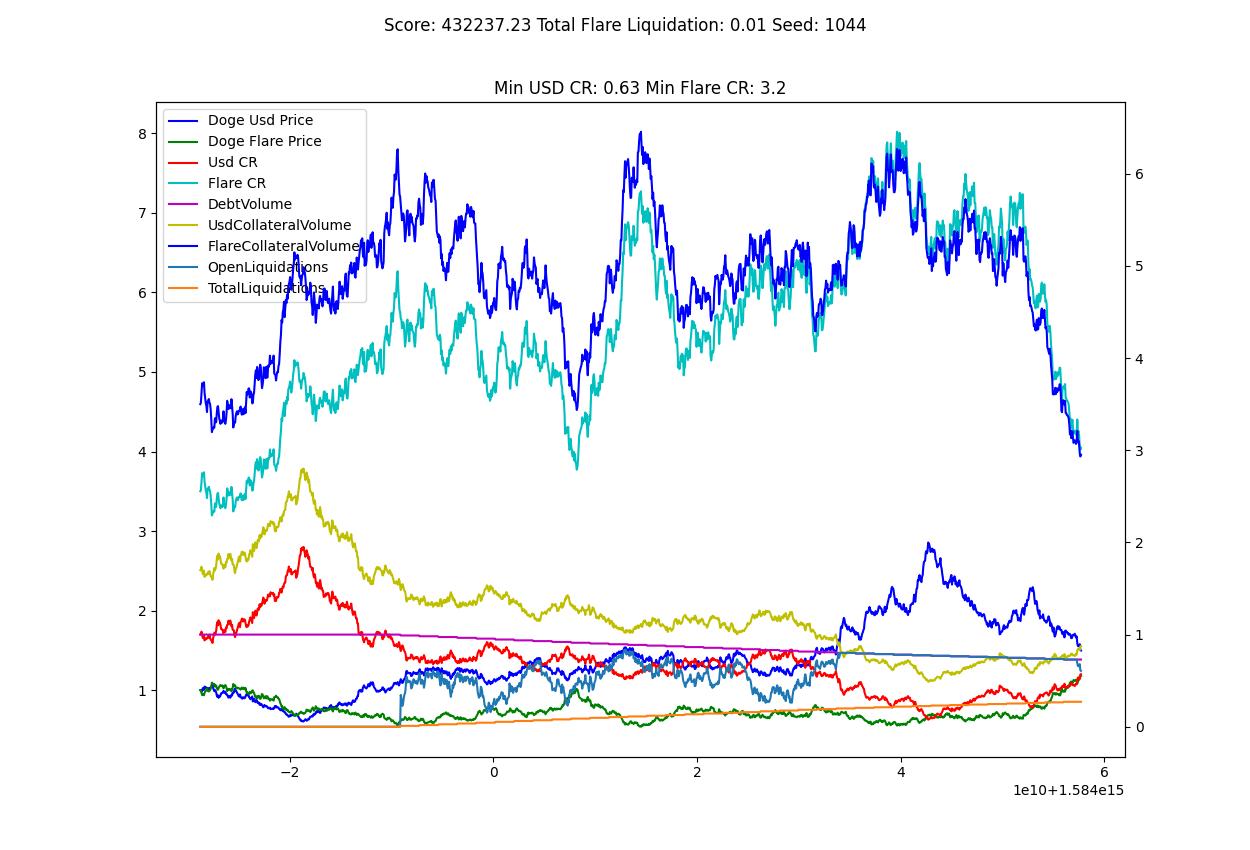 Score: 432237.23 Total Flare Liquidation: 0.01 Seed: 1044
Min USD CR: 0.63 Min Flare CR: 3.2
Doge Usd Price
Doge Flare Price
Usd CR
Flare CR
DebtVolume
UsdCollateralVolume
FlareCollateralVolume
OpenLiquidations
TotalLiquidations
8
7
6
5
4
3
2
1
6
5
4
3
2
1
0
−2
0
2
4
6
1e10+1.584e15